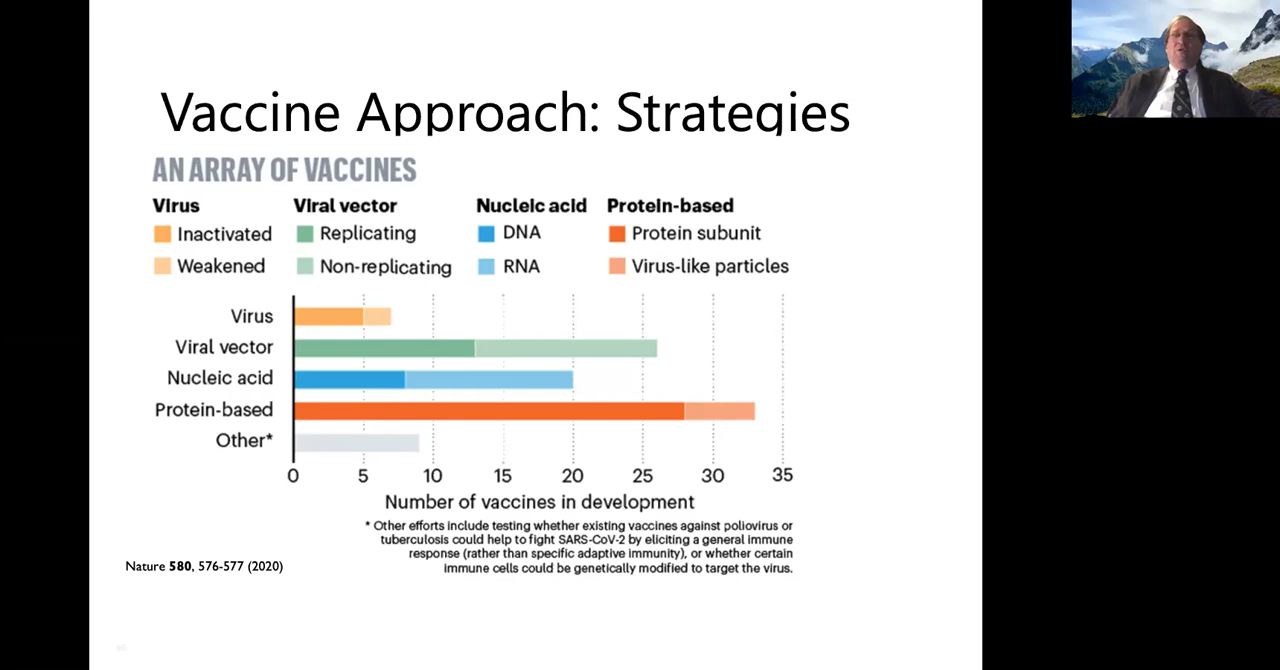 Vaccine Approach: Strategies
AN ARRAY OF VACCINES
Virus Viral vector Nucleic acid Protein-based
Inactivated Replicating DNA Protein subunit
Weakened Non-replicating RNA Virus-like particles
Virus
Viral vector
Nucleic acid
Protein-based
Other*
0 5 10 15 20 25 30 35
Number of vaccines in development
* Other efforts include testing whether existing vaccines against poliovirus or
tuberculosis could help to fight SARS-CoV-2 by eliciting a general immune
response (rather than specific adaptive immunity), or whether certain
immune cells could be genetically modified to target the virus.
Nature 580, 576-577 (2020)